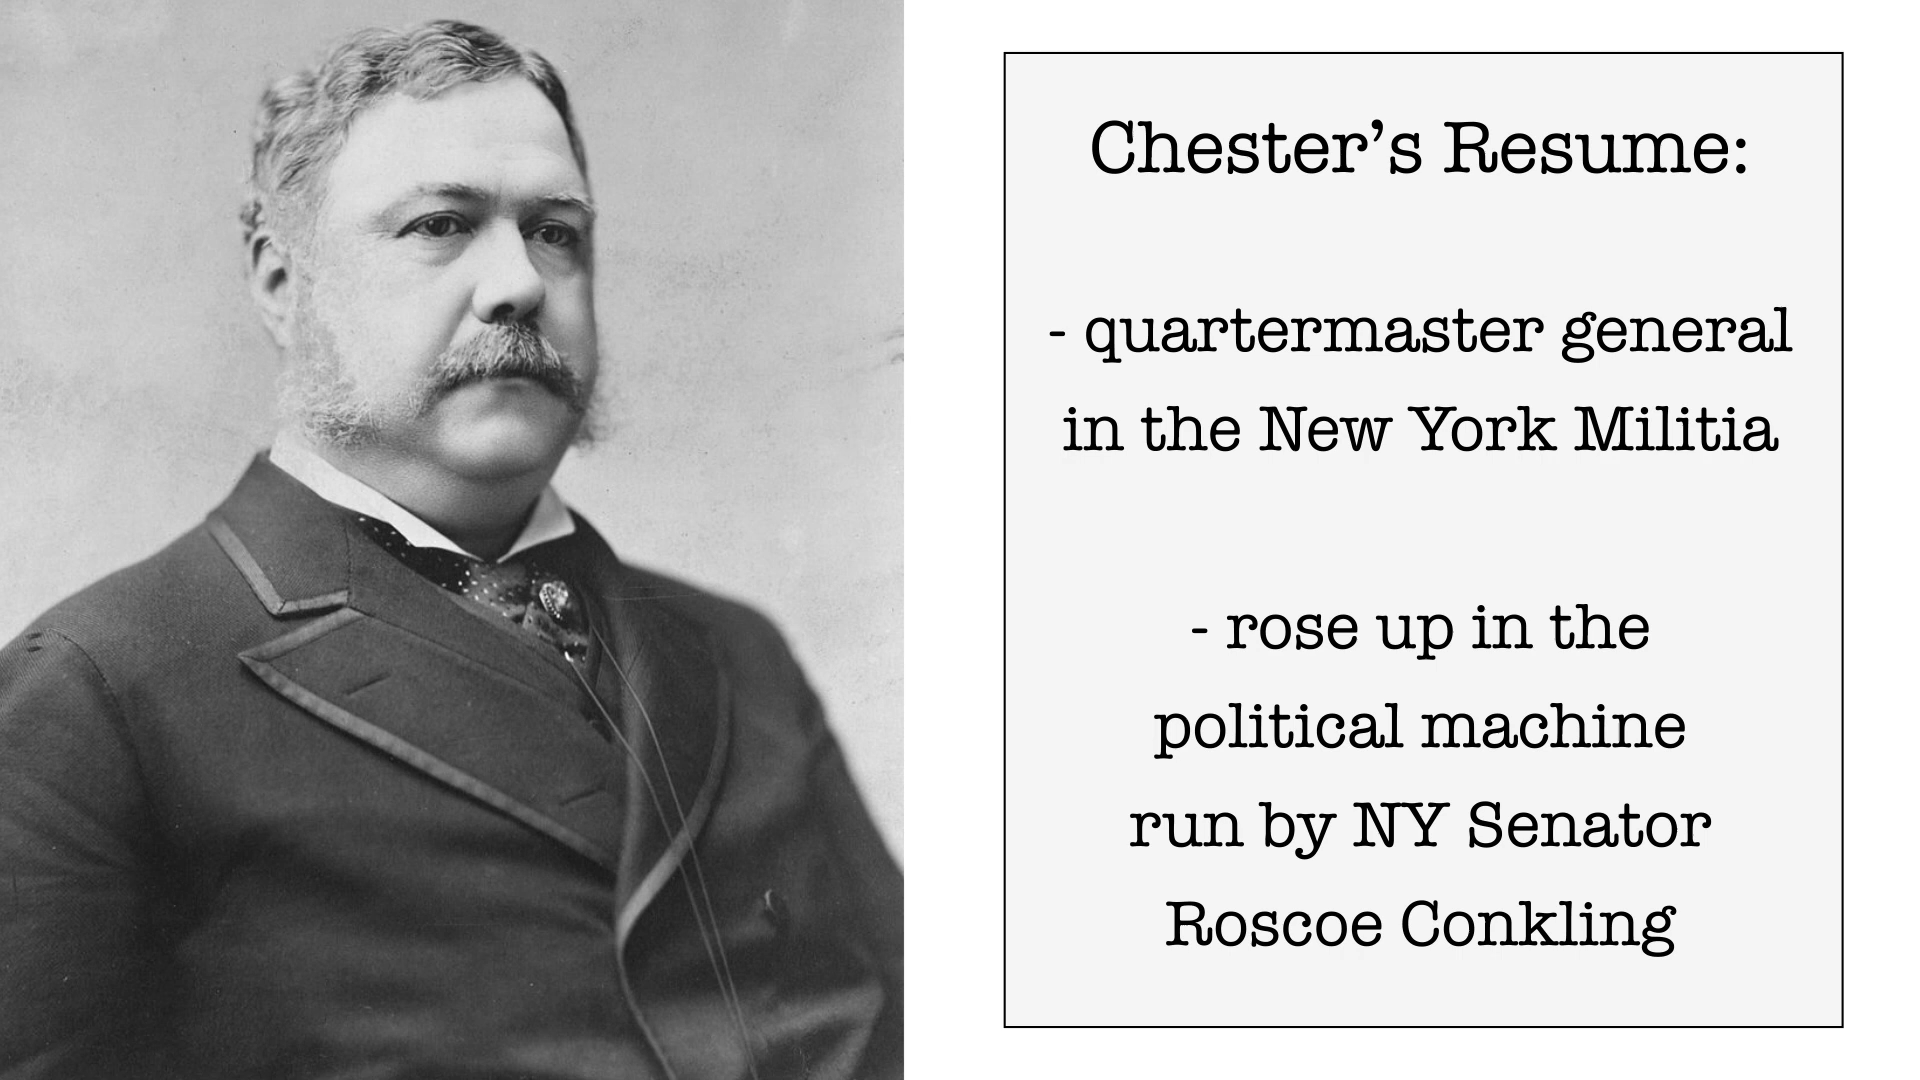 Chester’s Resume:
- quartermaster general
in the New York Militia
- rose up in the
political machine
run by NY Senator
Roscoe Conkling